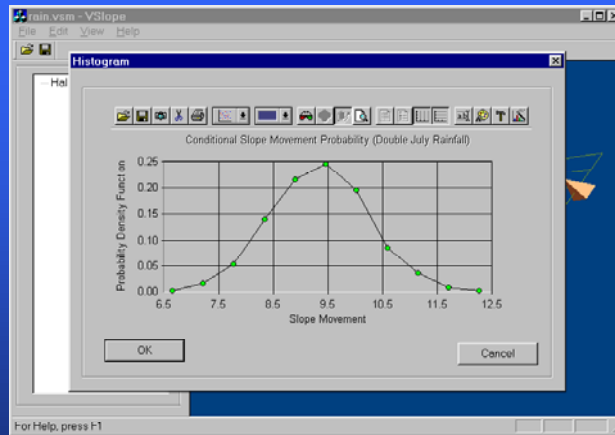 rain.vsm - VSlope
File Edit View Help
Hal
Histogram
Conditional Slope Movement Probability (Double July Rainfall)
Probability Density Function
0.25
0.20
0.15
0.10
0.05
0.00
6.5 7.5 8.5 9.5 10.5 11.5 12.5
Slope Movement
OK
Cancel
For Help, press F1